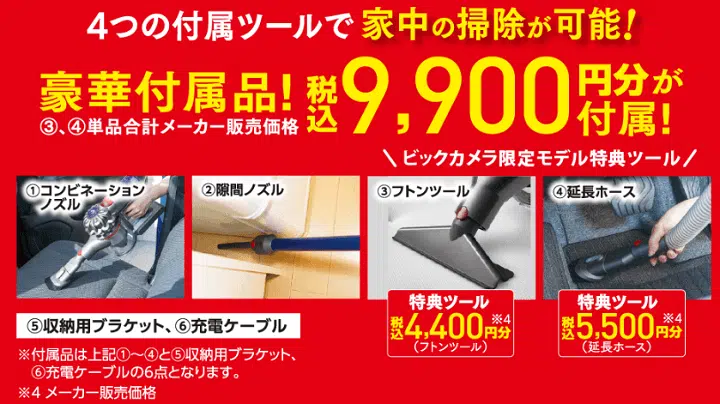 4つの付属ツールで家中の掃除が可能!
豪華付属品!税込9,900円分が付属!
③、④単品合計メーカー販売価格
\ビックカメラ限定モデル特典ツール/
①コンビネーション
ノズル
②隙間ノズル
③フトンツール
④延長ホース
特典ツール
税込4,400円分※4
(フトンツール)
特典ツール
税込5,500円分※4
(延長ホース)
⑤収納用ブラケット、⑥充電ケーブル
※付属品は上記①～④と⑤収納用ブラケット、
⑥充電ケーブルの6点となります。
※4 メーカー販売価格